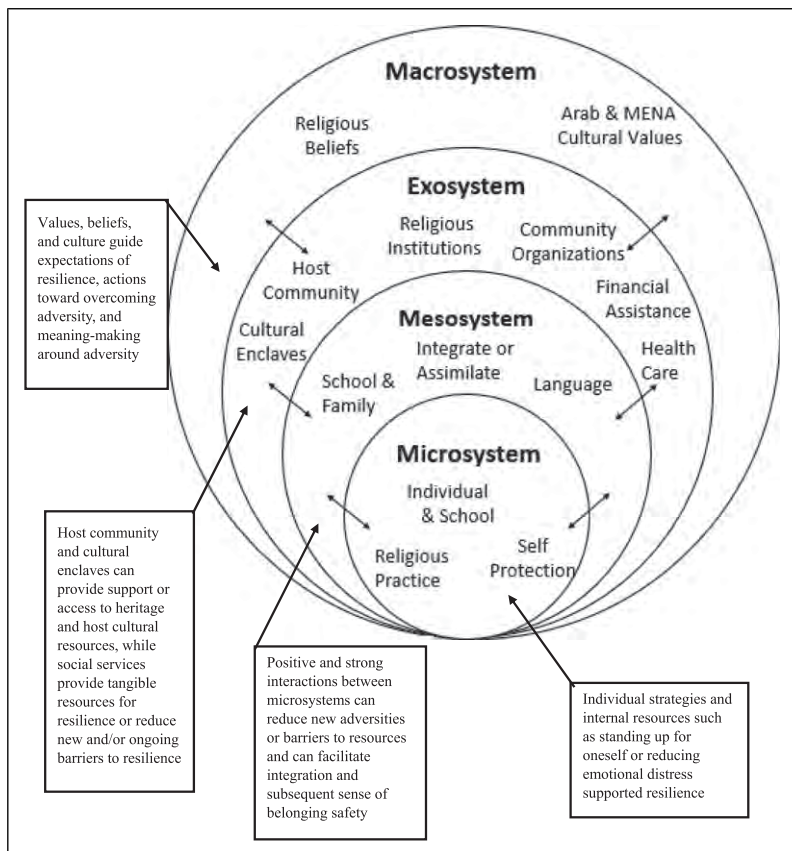 Macrosystem
Religious
Beliefs
Arab & MENA
Cultural Values
Exosystem
Religious
Institutions
Community
Organizations
Host
Community
Financial
Assistance
Cultural
Enclaves
Health
Care
Mesosystem
Integrate or
Assimilate
School &
Family
Language
Microsystem
Individual
& School
Religious
Practice
Self
Protection
Values, beliefs,
and culture guide
expectations of
resilience, actions
toward overcoming
adversity, and
meaning-making
around adversity
Host community
and cultural
enclaves can
provide support or
access to heritage
and host cultural
resources, while
social services
provide tangible
resources for
resilience or reduce
new and/or ongoing
barriers to resilience
Positive and strong
interactions between
microsystems can
reduce new adversities
or barriers to resources
and can facilitate
integration and
subsequent sense of
belonging safety
Individual strategies and
internal resources such
as standing up for
oneself or reducing
emotional distress
supported resilience